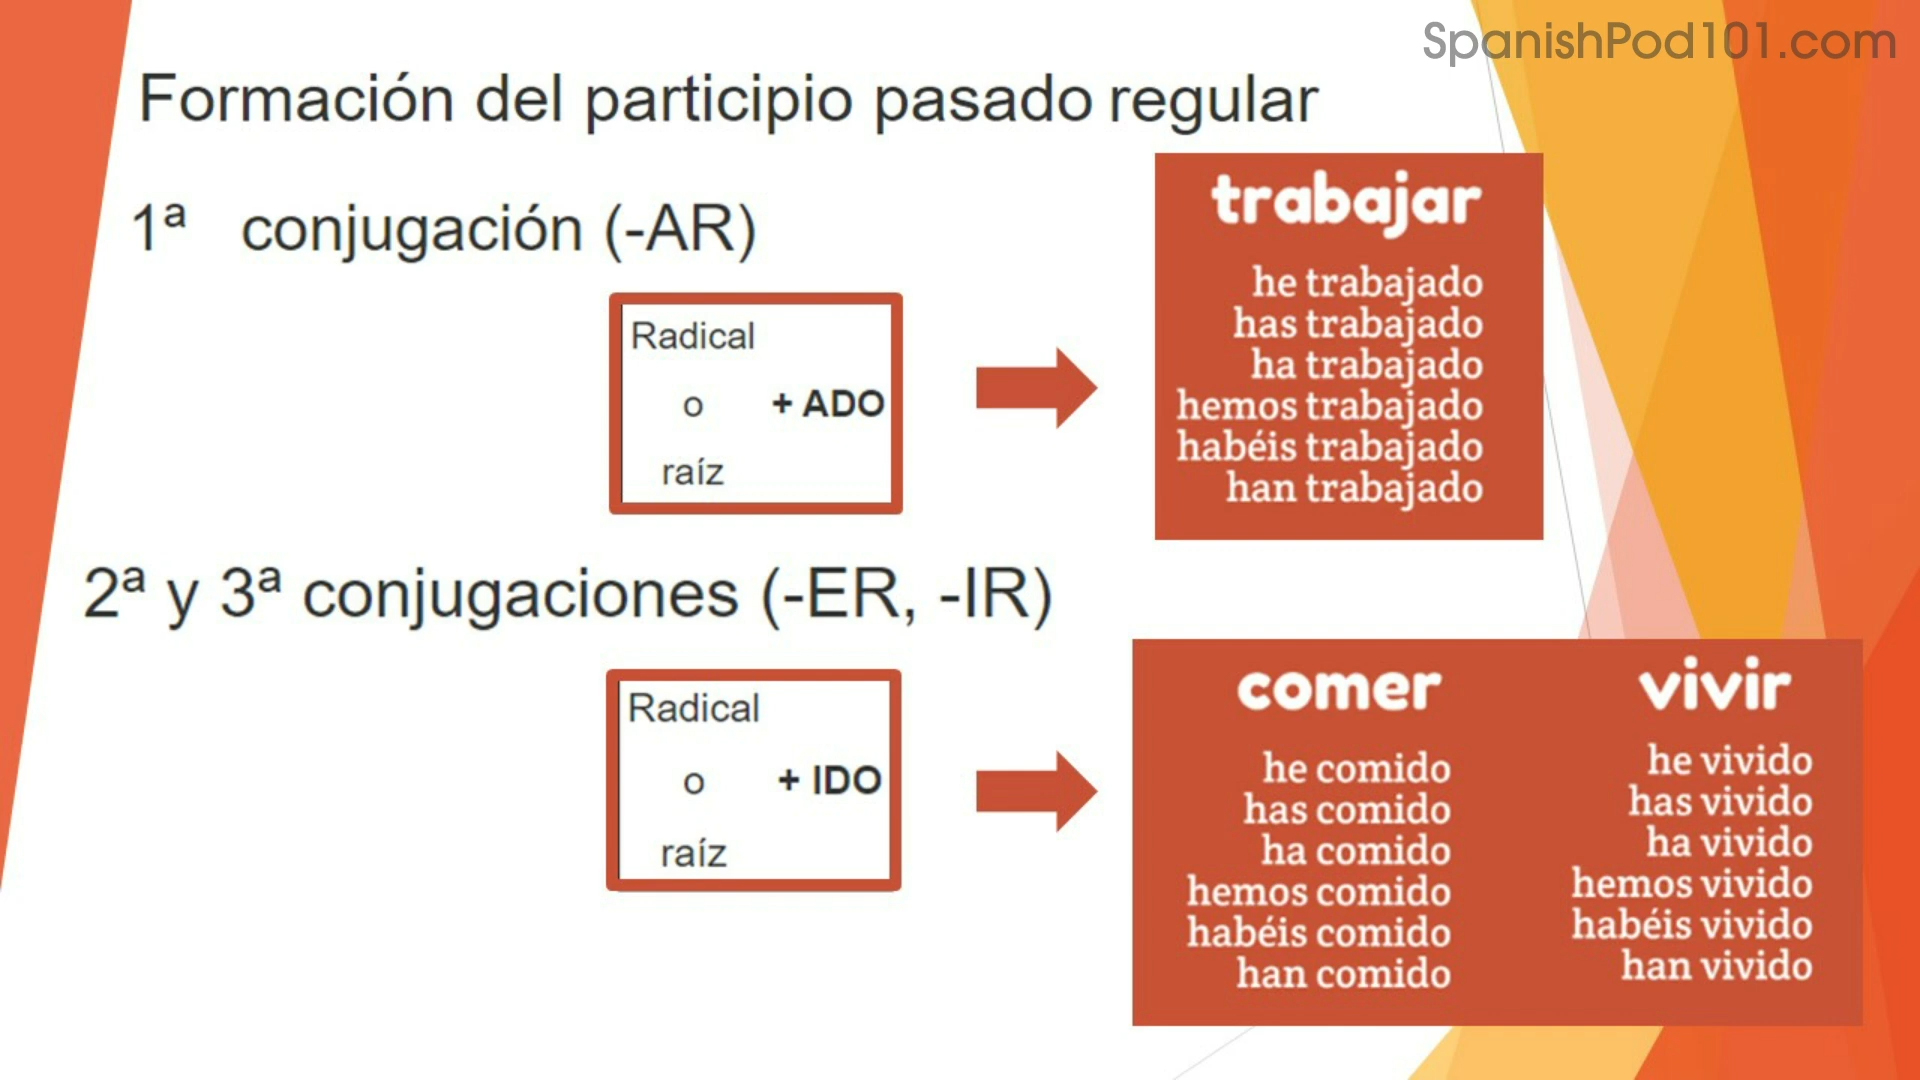 SpanishPod101.com
Formación del participio pasado regular
1ª conjugación (-AR)
Radical
o + ADO
raíz
trabajar
he trabajado
has trabajado
ha trabajado
hemos trabajado
habéis trabajado
han trabajado
2ª y 3ª conjugaciones (-ER, -IR)
Radical
o + IDO
raíz
comer
he comido
has comido
ha comido
hemos comido
habéis comido
han comido
vivir
he vivido
has vivido
ha vivido
hemos vivido
habéis vivido
han vivido